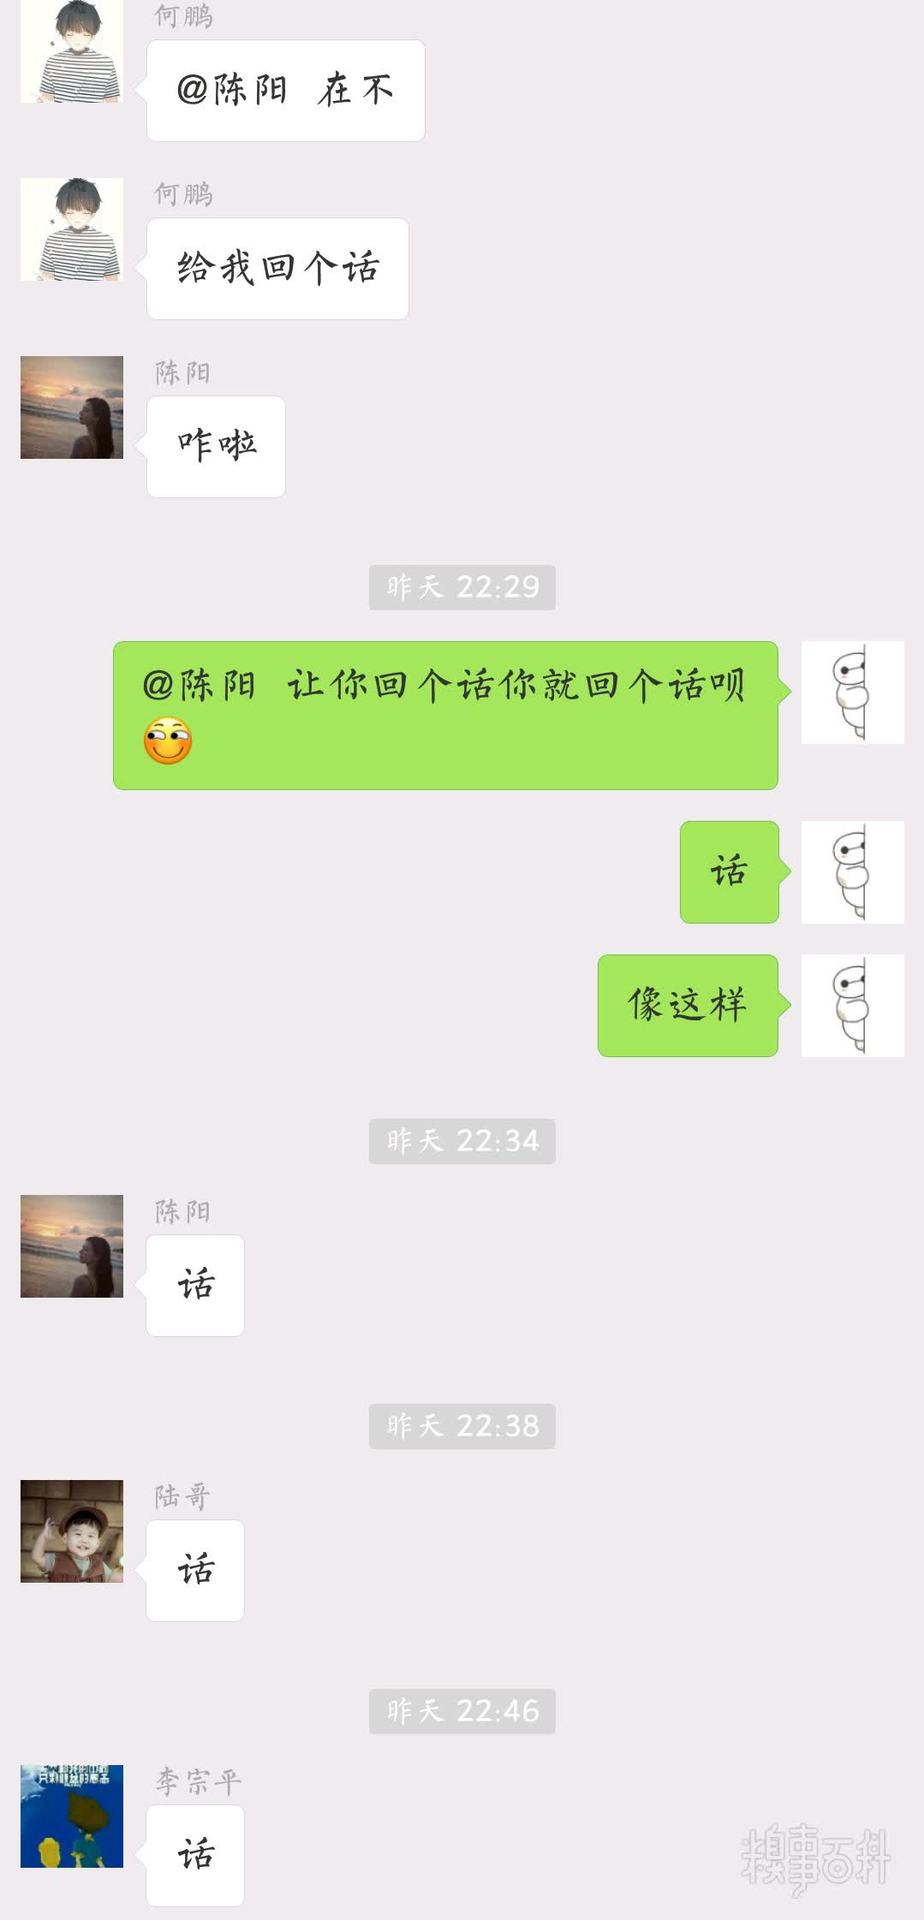 何鹏
@陈阳 在不
何鹏
给我回个话
陈阳
咋啦
昨天 22:29
@陈阳 让你回个话你就回个话呗
话
像这样
昨天 22:34
陈阳
话
昨天 22:38
陆哥
话
昨天 22:46
李宗平
话
糗事百科